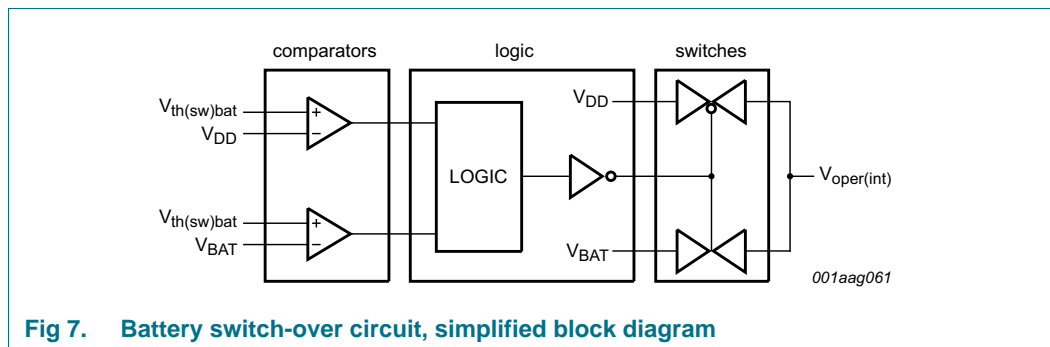 comparators
logic
switches
Vth(sw)bat
+
VDD
−
VDD
LOGIC
Voper(int)
Vth(sw)bat
+
VBAT
−
VBAT
001aag061
Fig 7. Battery switch-over circuit, simplified block diagram